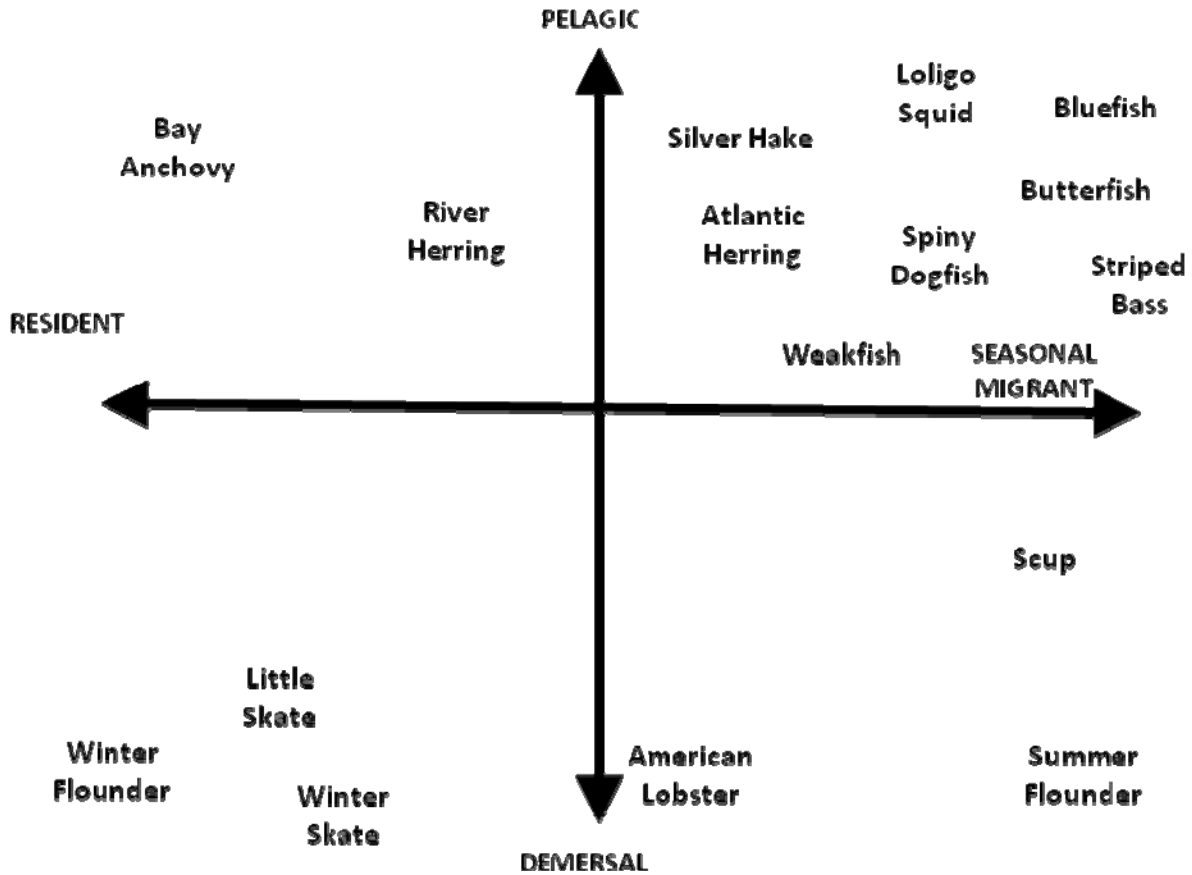 PELAGIC
Loligo
Squid
Bluefish
Bay
Anchovy
Silver Hake
Butterfish
River
Herring
Atlantic
Herring
Spiny
Dogfish
Striped
Bass
RESIDENT
Weakfish
SEASONAL
MIGRANT
Scup
Little
Skate
Winter
Flounder
Winter
Skate
American
Lobster
Summer
Flounder
DEMERSAL